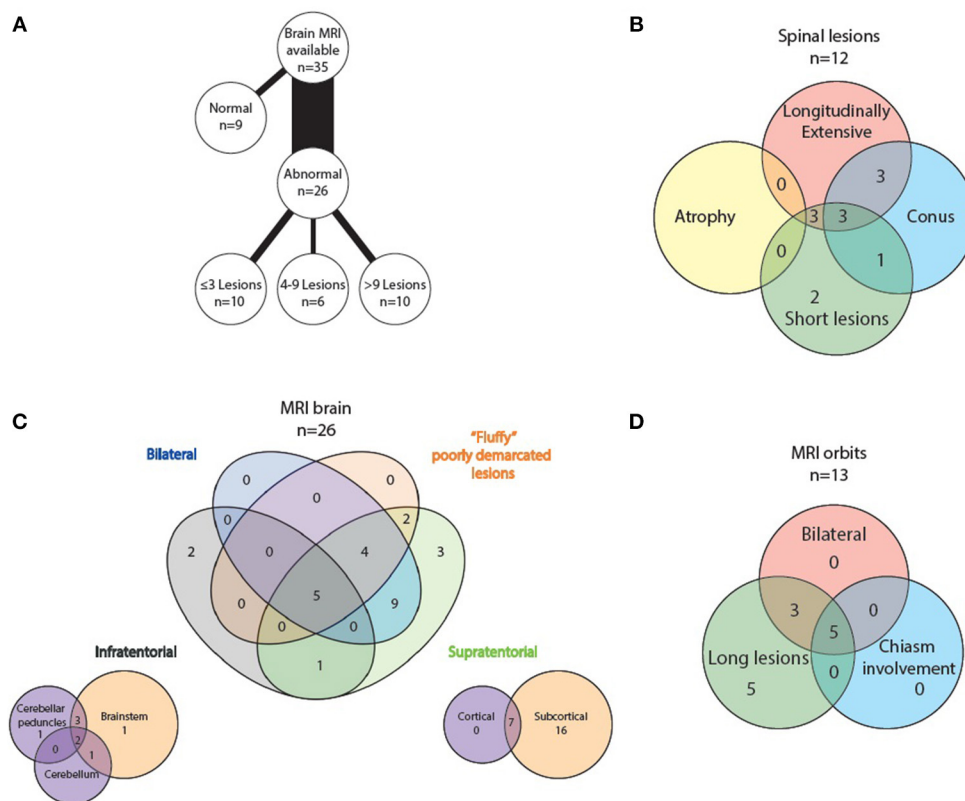 A
Brain MRI
available
n=35
Normal
n=9
Abnormal
n=26
≤3 Lesions
n=10
4-9 Lesions
n=6
>9 Lesions
n=10
B
Spinal lesions
n=12
Longitudinally
Extensive
Atrophy
Conus
Short lesions
0
3
3
3
0
1
2
C
MRI brain
n=26
Bilateral
"Fluffy"
poorly demarcated
lesions
0
0
0
0
2
2
0
4
3
0
5
9
0
0
1
Infratentorial
Supratentorial
Cerebellar
peduncles
1
3
Brainstem
1
0
2
1
Cerebellum
Cortical
0
7
Subcortical
16
D
MRI orbits
n=13
Bilateral
0
3
0
5
Long lesions
5
0
Chiasm
involvement
0